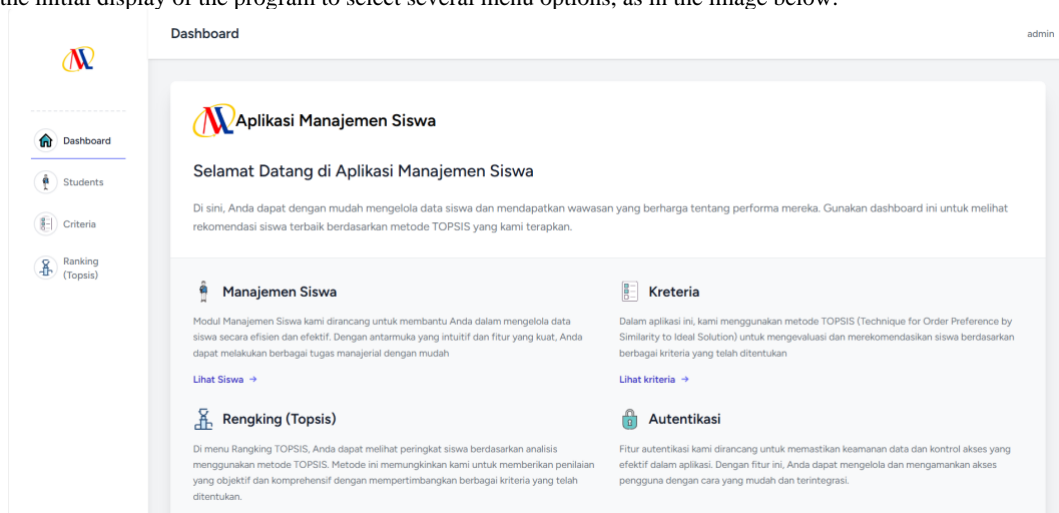 the initial display of the program to select several menu options, as in the image below:
Dashboard
admin
Dashboard
Students
Criteria
Ranking
(Topsis)
Aplikasi Manajemen Siswa
Selamat Datang di Aplikasi Manajemen Siswa
Di sini, Anda dapat dengan mudah mengelola data siswa dan mendapatkan wawasan yang berharga tentang performa mereka. Gunakan dashboard ini untuk melihat
rekomendasi siswa terbaik berdasarkan metode TOPSIS yang kami terapkan.
Manajemen Siswa
Modul Manajemen Siswa kami dirancang untuk membantu Anda dalam mengelola data
siswa secara efisien dan efektif. Dengan antarmuka yang intuitif dan fitur yang kuat, Anda
dapat melakukan berbagai tugas manajerial dengan mudah
Lihat Siswa →
Kreteria
Dalam aplikasi ini, kami menggunakan metode TOPSIS (Technique for Order Preference by
Similarity to Ideal Solution) untuk mengevaluasi dan merekomendasikan siswa berdasarkan
berbagai kriteria yang telah ditentukan
Lihat kriteria →
Rengking (Topsis)
Di menu Rangking TOPSIS, Anda dapat melihat peringkat siswa berdasarkan analisis
menggunakan metode TOPSIS. Metode ini memungkinkan kami untuk memberikan penilaian
yang objektif dan komprehensif dengan mempertimbangkan berbagai kriteria yang telah
ditentukan.
Autentikasi
Fitur autentikasi kami dirancang untuk memastikan keamanan data dan kontrol akses yang
efektif dalam aplikasi. Dengan fitur ini, Anda dapat mengelola dan mengamankan akses
pengguna dengan cara yang mudah dan terintegrasi.